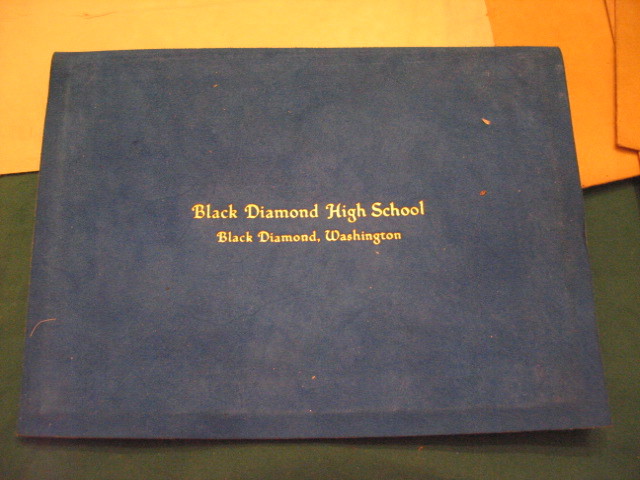 Black Diamond High School
Black Diamond, Washington